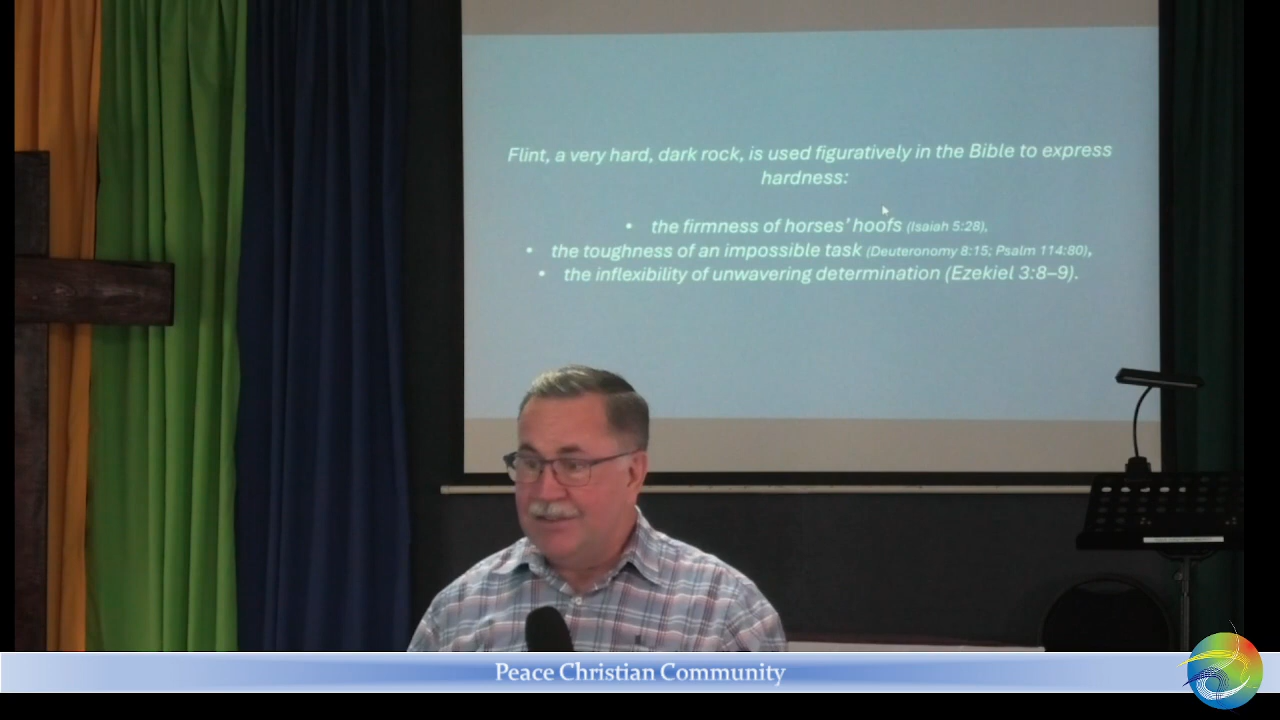 Flint, a very hard, dark rock, is used figuratively in the Bible to express
hardness:
• the firmness of horses’ hoofs (Isaiah 5:28),
• the toughness of an impossible task (Deuteronomy 8:15; Psalm 114:80),
• the inflexibility of unwavering determination (Ezekiel 3:8–9).
Peace Christian Community